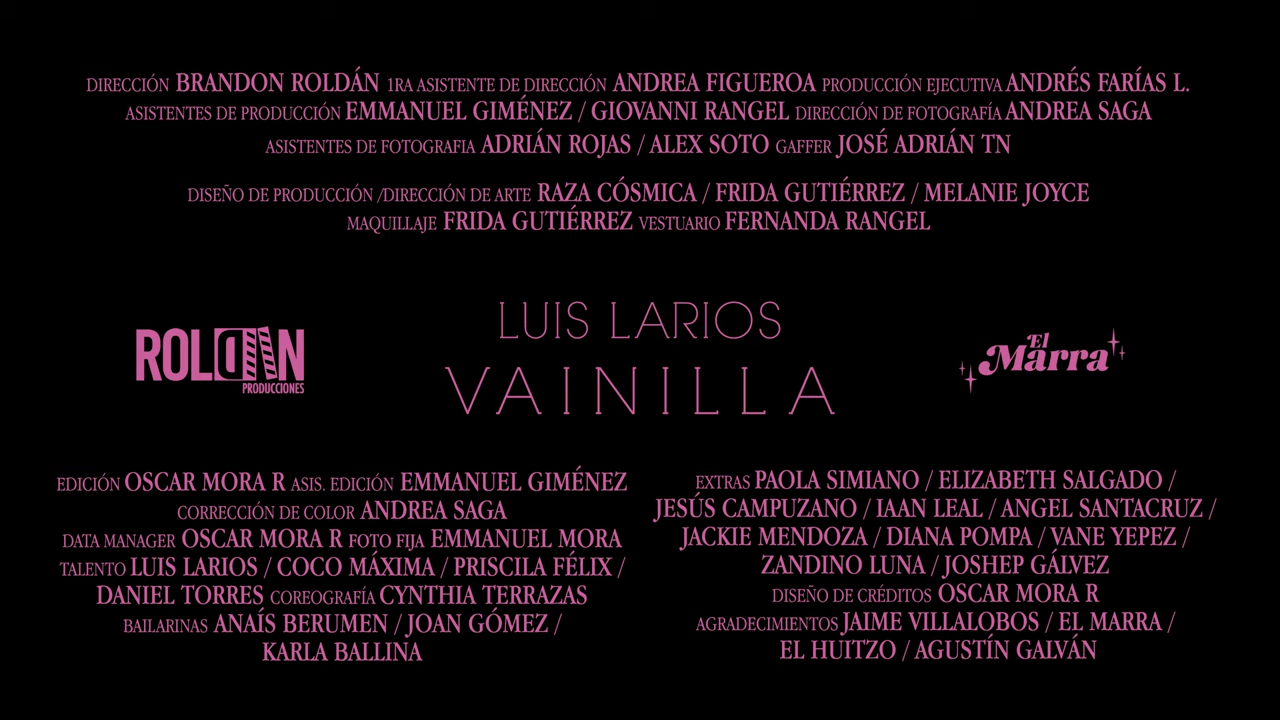 DIRECCIÓN BRANDON ROLDÁN 1RA ASISTENTE DE DIRECCIÓN ANDREA FIGUEROA PRODUCCIÓN EJECUTIVA ANDRÉS FARÍAS L.
ASISTENTES DE PRODUCCIÓN EMMANUEL GIMÉNEZ / GIOVANNI RANGEL DIRECCIÓN DE FOTOGRAFÍA ANDREA SAGA
ASISTENTES DE FOTOGRAFIA ADRIÁN ROJAS / ALEX SOTO GAFFER JOSÉ ADRIÁN TN
DISEÑO DE PRODUCCIÓN /DIRECCIÓN DE ARTE RAZA CÓSMICA / FRIDA GUTIÉRREZ / MELANIE JOYCE
MAQUILLAJE FRIDA GUTIÉRREZ VESTUARIO FERNANDA RANGEL
ROLDÁN
PRODUCCIONES
LUIS LARIOS
VAINILLA
El
Marra
EDICIÓN OSCAR MORA R ASIS. EDICIÓN EMMANUEL GIMÉNEZ
CORRECCIÓN DE COLOR ANDREA SAGA
DATA MANAGER OSCAR MORA R FOTO FIJA EMMANUEL MORA
TALENTO LUIS LARIOS / COCO MÁXIMA / PRISCILA FÉLIX /
DANIEL TORRES COREOGRAFÍA CYNTHIA TERRAZAS
BAILARINAS ANAÍS BERUMEN / JOAN GÓMEZ /
KARLA BALLINA
EXTRAS PAOLA SIMIANO / ELIZABETH SALGADO /
JESÚS CAMPUZANO / IAAN LEAL / ANGEL SANTACRUZ /
JACKIE MENDOZA / DIANA POMPA / VANE YEPEZ /
ZANDINO LUNA / JOSHEP GÁLVEZ
DISEÑO DE CRÉDITOS OSCAR MORA R
AGRADECIMIENTOS JAIME VILLALOBOS / EL MARRA /
EL HUITZO / AGUSTÍN GALVÁN